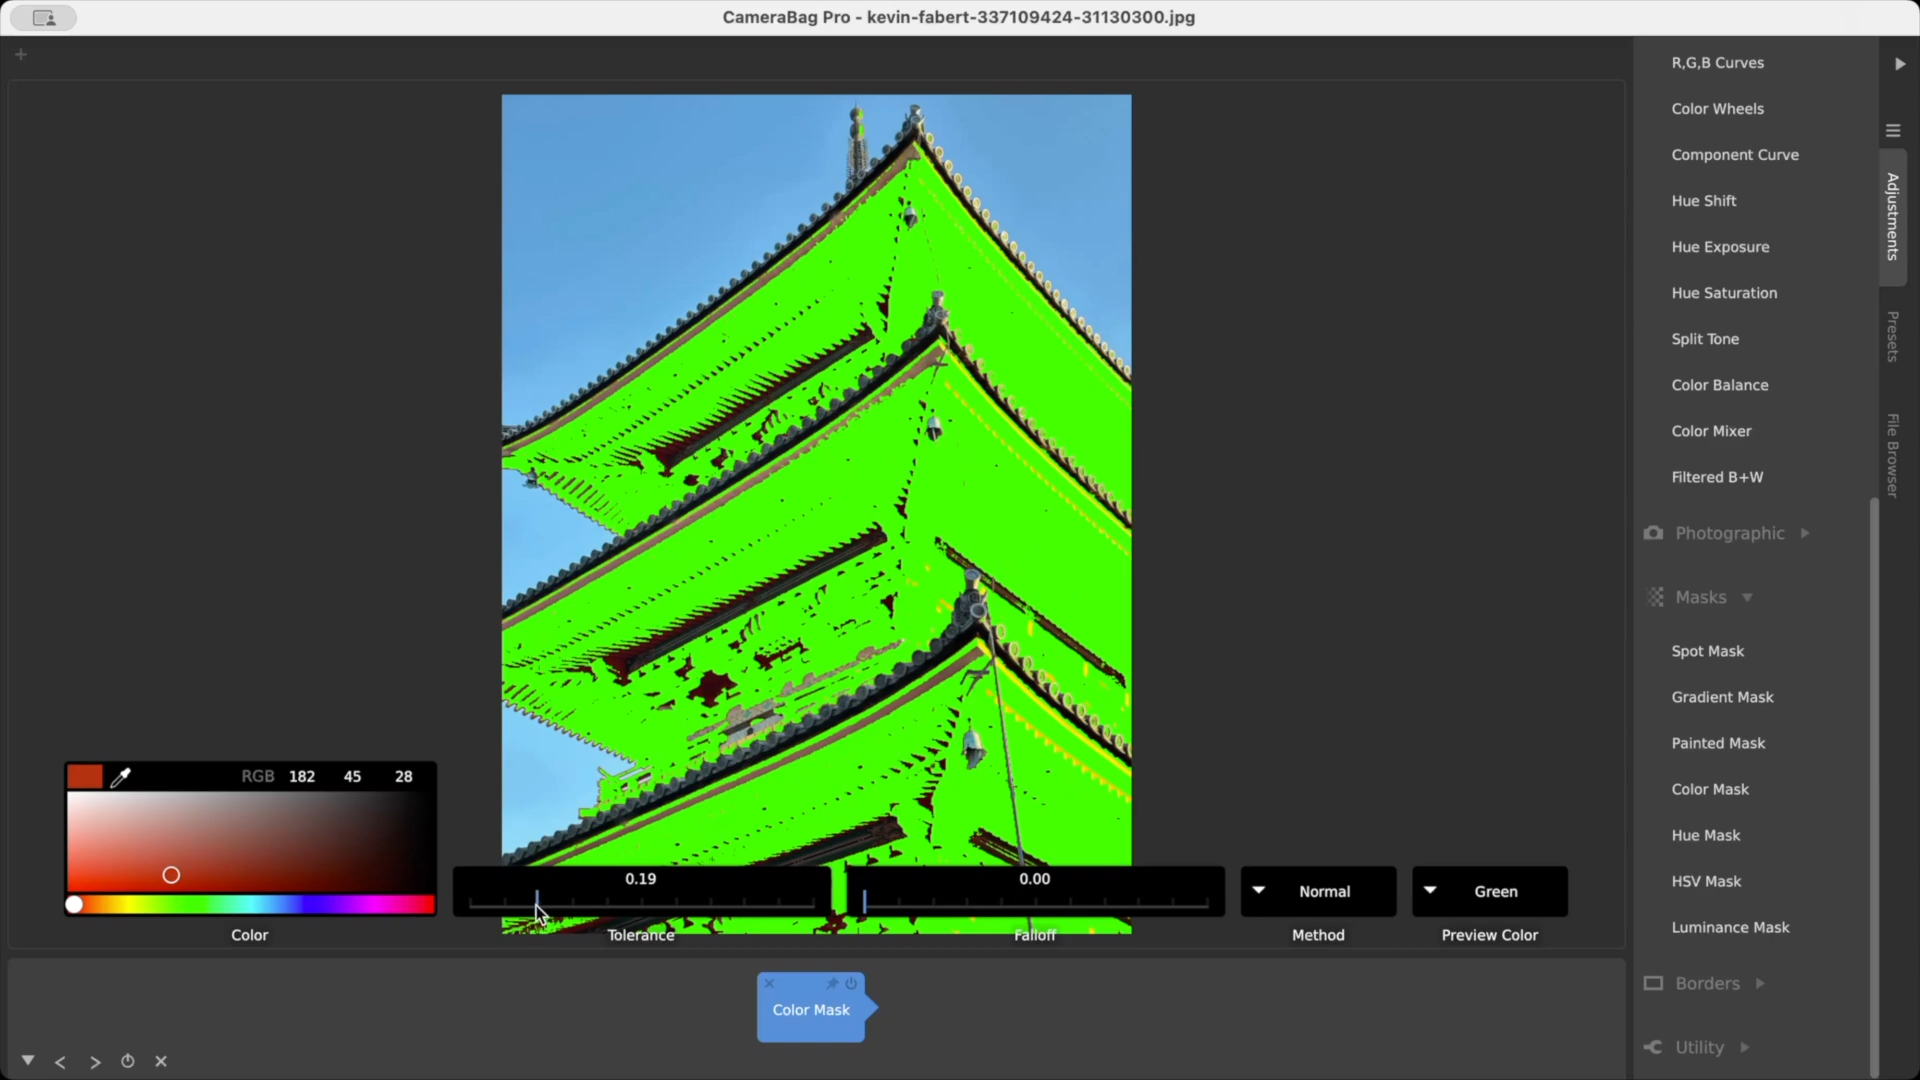 CameraBag Pro - kevin-fabert-337109424-31130300.jpg
R,G,B Curves
Color Wheels
Component Curve
Hue Shift
Hue Exposure
Hue Saturation
Split Tone
Color Balance
Color Mixer
Filtered B+W
Photographic
Masks
Spot Mask
Gradient Mask
Painted Mask
Color Mask
Hue Mask
HSV Mask
Luminance Mask
Borders
Utility
Adjustments
Presets
File Browser
RGB 182 45 28
Color
0.19
Tolerance
0.00
Falloff
Normal
Method
Green
Preview Color
Color Mask